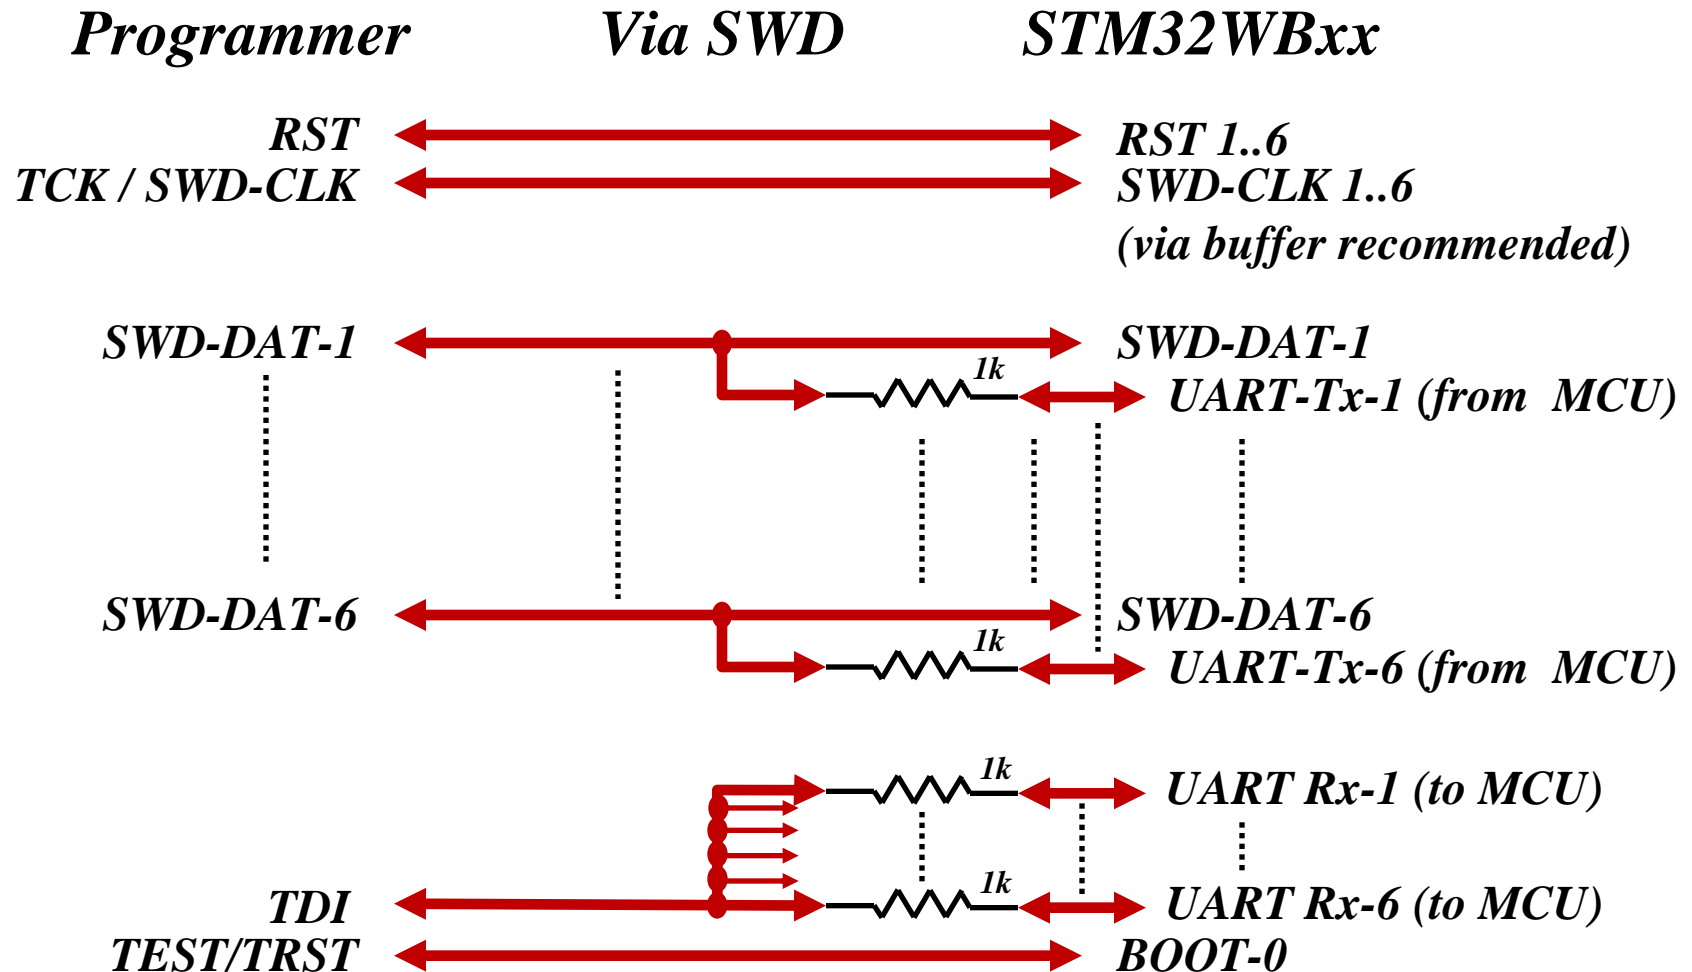 Programmer Via SWD STM32WBxx
RST RST 1..6
TCK / SWD-CLK SWD-CLK 1..6
(via buffer recommended)
SWD-DAT-1 SWD-DAT-1
1k
UART-Tx-1 (from MCU)
SWD-DAT-6 SWD-DAT-6
1k
UART-Tx-6 (from MCU)
1k
UART Rx-1 (to MCU)
1k
TDI UART Rx-6 (to MCU)
TEST/TRST BOOT-0